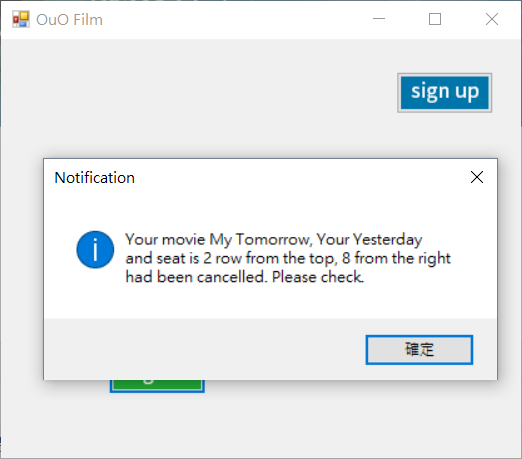 OuO Film
sign up
Notification
Your movie My Tomorrow, Your Yesterday
and seat is 2 row from the top, 8 from the right
had been cancelled. Please check.
確定